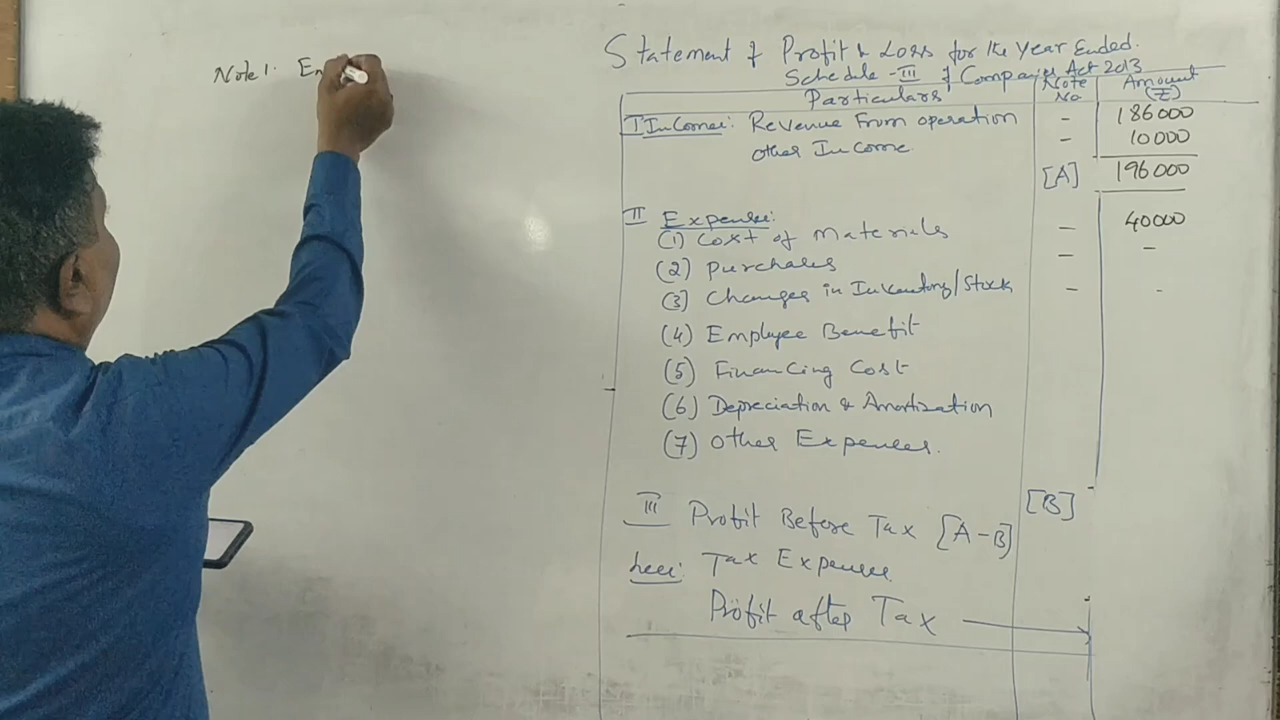 Note 1. En
Statement of Profit & Loss for the Year Ended.
Schedule - III of Companies Act 2013
Particulars Note No Amount (₹)
I Income: Revenue From operation - 186000
other Income - 10000
[A] 196000
II Expenses:
(1) Cost of Materials - 40000
(2) Purchases - -
(3) Changes in Inventory/Stock - -
(4) Employee Benefit
(5) Financing Cost
(6) Depreciation & Amortization
(7) Other Expenses.
[B]
III Profit Before Tax [A-B]
Less: Tax Expenses
Profit after Tax